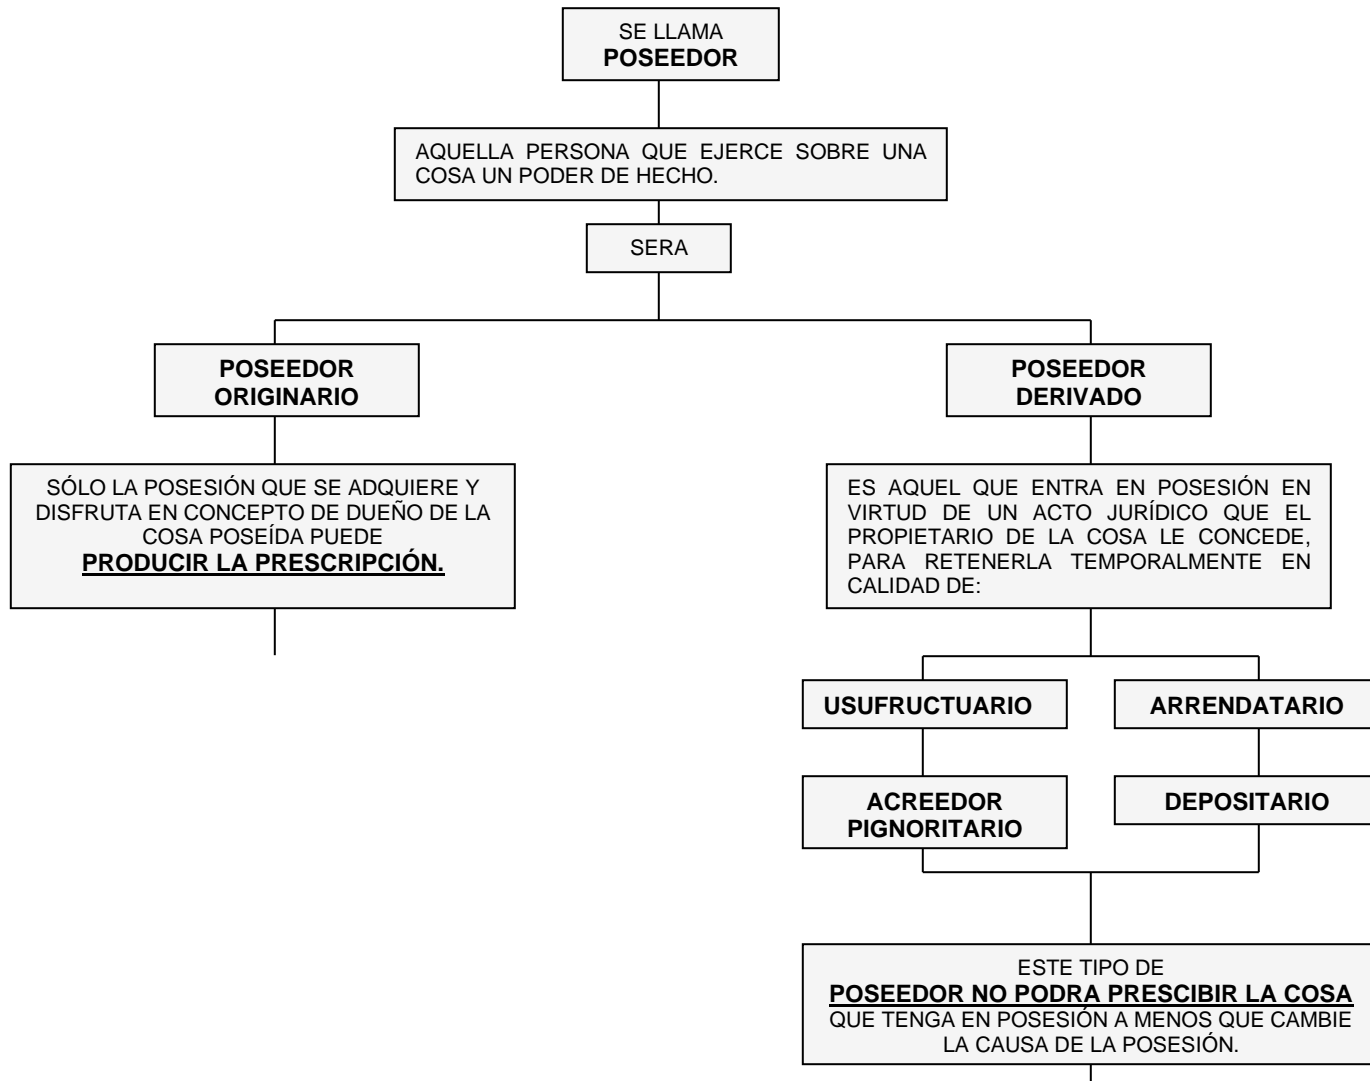 SE LLAMA
POSEEDOR
AQUELLA PERSONA QUE EJERCE SOBRE UNA
COSA UN PODER DE HECHO.
SERA
POSEEDOR
ORIGINARIO
SÓLO LA POSESIÓN QUE SE ADQUIERE Y
DISFRUTA EN CONCEPTO DE DUEÑO DE LA
COSA POSEÍDA PUEDE
PRODUCIR LA PRESCRIPCIÓN.
POSEEDOR
DERIVADO
ES AQUEL QUE ENTRA EN POSESIÓN EN
VIRTUD DE UN ACTO JURÍDICO QUE EL
PROPIETARIO DE LA COSA LE CONCEDE,
PARA RETENERLA TEMPORALMENTE EN
CALIDAD DE:
USUFRUCTUARIO
ARRENDATARIO
ACREEDOR
PIGNORITARIO
DEPOSITARIO
ESTE TIPO DE
POSEEDOR NO PODRA PRESCIBIR LA COSA
QUE TENGA EN POSESIÓN A MENOS QUE CAMBIE
LA CAUSA DE LA POSESIÓN.